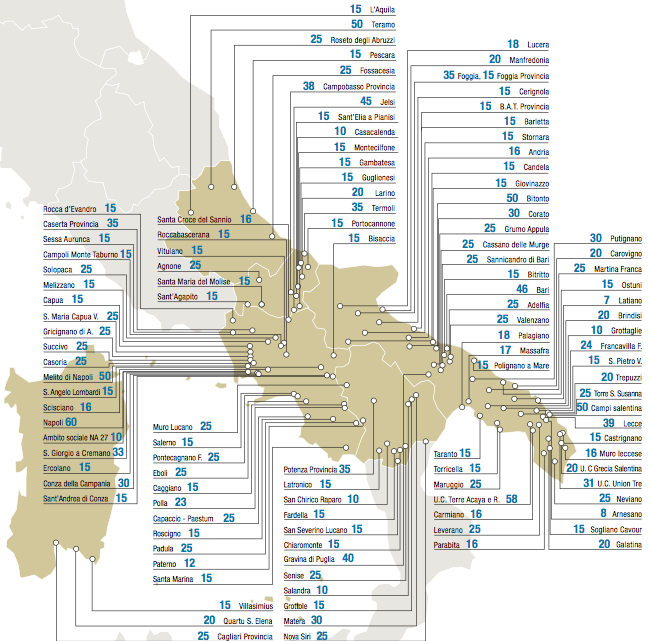 15 L'Aquila
50 Teramo
25 Roseto degli Abruzzi
15 Pescara
25 Fossacesia
38 Campobasso Provincia
45 Jelsi
15 Sant'Elia a Pianisi
10 Casacalenda
15 Montecilfone
15 Gambatesa
15 Guglionesi
20 Larino
35 Termoli
15 Portocannone
15 Bisaccia
18 Lucera
20 Manfredonia
35 Foggia, 15 Foggia Provincia
15 Cerignola
15 B.A.T. Provincia
15 Barletta
15 Stornara
16 Andria
15 Candela
15 Giovinazzo
50 Bitonto
30 Corato
25 Grumo Appula
25 Cassano delle Murge
25 Sannicandro di Bari
15 Bitritto
46 Bari
25 Adelfia
25 Valenzano
18 Palagiano
17 Massafra
15 Polignano a Mare
30 Putignano
20 Carovigno
25 Martina Franca
15 Ostuni
7 Latiano
20 Brindisi
10 Grottaglie
24 Francavilla F.
15 S. Pietro V.
20 Trepuzzi
25 Torre S. Susanna
50 Campi salentina
39 Lecce
15 Castrignano
16 Muro leccese
20 U.C Grecia Salentina
31 U.C. Union Tre
25 Neviano
8 Arnesano
15 Sogliano Cavour
20 Galatina
Rocca d'Evandro 15
Caserta Provincia 35
Sessa Aurunca 15
Campoli Monte Taburno 15
Solopaca 25
Melizzano 15
Capua 15
S. Maria Capua V. 25
Gricignano di A. 25
Succivo 25
Casoria 25
Melito di Napoli 50
S. Angelo Lombardi 15
Scisciano 16
Napoli 60
Ambito sociale NA 27 10
S. Giorgio a Cremano 33
Ercolano 15
Conza della Campania 30
Sant'Andrea di Conza 15
Santa Croce del Sannio 16
Roccabascerana 15
Vitulano 15
Agnone 25
Santa Maria del Molise 15
Sant'Agapito 15
Muro Lucano 25
Salerno 15
Pontecagnano F. 25
Eboli 25
Caggiano 15
Polla 23
Capaccio - Paestum 25
Roscigno 15
Padula 25
Paterno 12
Santa Marina 15
Potenza Provincia 35
Latronico 15
San Chirico Raparo 10
Fardella 15
San Severino Lucano 15
Chiaromonte 15
Gravina di Puglia 40
Senise 25
Salandra 10
Grottole 15
Matera 30
Nova Siri 25
Taranto 15
Torricella 15
Maruggio 25
U.C. Terre Acaya e R. 58
Carmiano 16
Leverano 25
Parabita 16
15 Villasimius
20 Quartu S. Elena
25 Cagliari Provincia